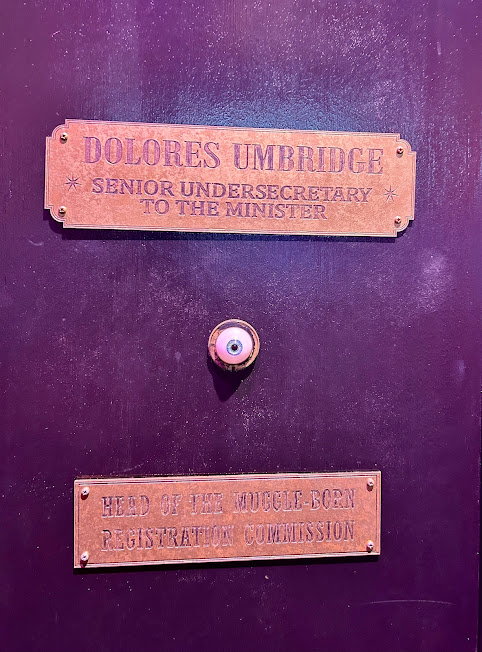 DOLORES UMBRIDGE
SENIOR UNDERSECRETARY
TO THE MINISTER
HEAD OF THE MUGGLE-BORN
REGISTRATION COMMISSION